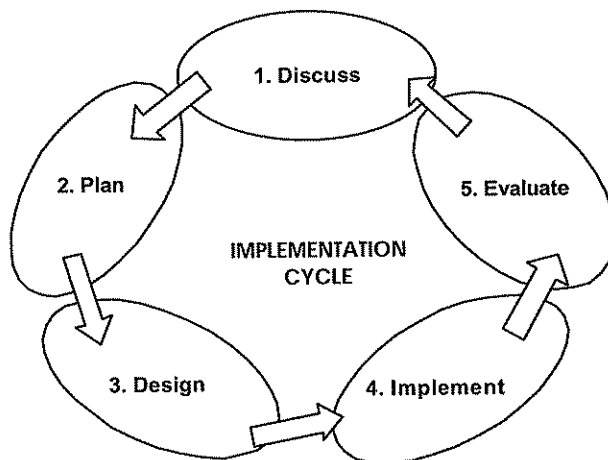 1. Discuss
2. Plan
5. Evaluate
IMPLEMENTATION
CYCLE
3. Design
4. Implement